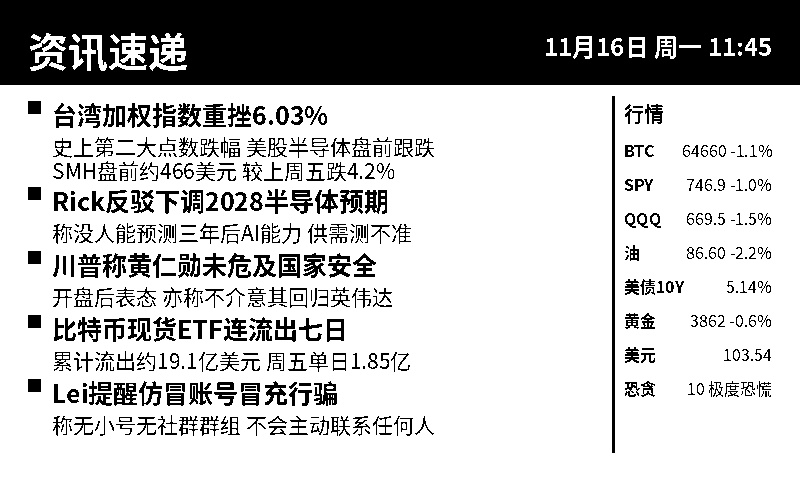 资讯速递
11月16日 周一 11:45
台湾加权指数重挫6.03%
史上第二大点数跌幅 美股半导体盘前跟跌
SMH盘前约466美元 较上周五跌4.2%
Rick反驳下调2028半导体预期
称没人能预测三年后AI能力 供需测不准
川普称黄仁勋未危及国家安全
开盘后表态 亦称不介意其回归英伟达
比特币现货ETF连流出七日
累计流出约19.1亿美元 周五单日1.85亿
Lei提醒仿冒账号冒充行骗
称无小号无社群群组 不会主动联系任何人
行情
BTC 64660 -1.1%
SPY 746.9 -1.0%
QQQ 669.5 -1.5%
油 86.60 -2.2%
美债10Y 5.14%
黄金 3862 -0.6%
美元 103.54
恐贪 10 极度恐慌